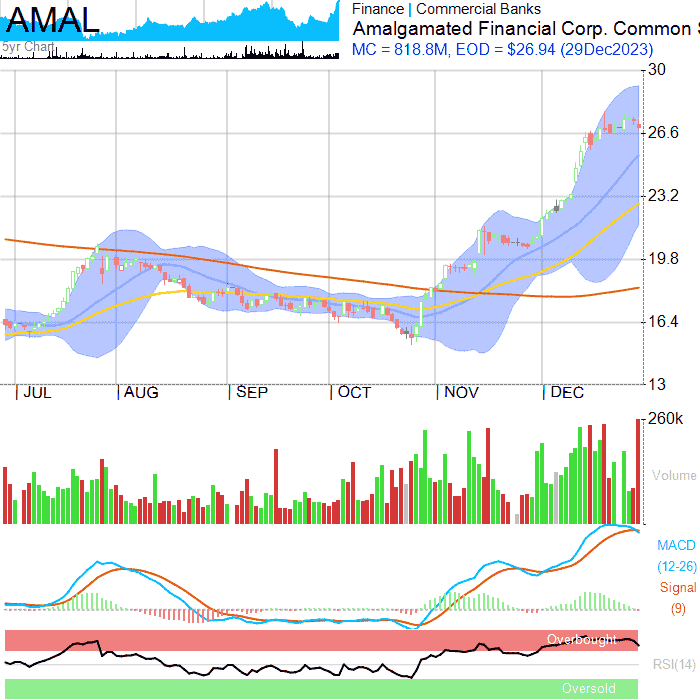 AMAL
5yr Chart
Finance | Commercial Banks
Amalgamated Financial Corp. Common S
MC = 818.8M, EOD = $26.94 (29Dec2023)
30
26.6
23.2
19.8
16.4
13
JUL AUG SEP OCT NOV DEC
260k
Volume
MACD
(12-26)
Signal
(9)
Overbought
RSI(14)
Oversold